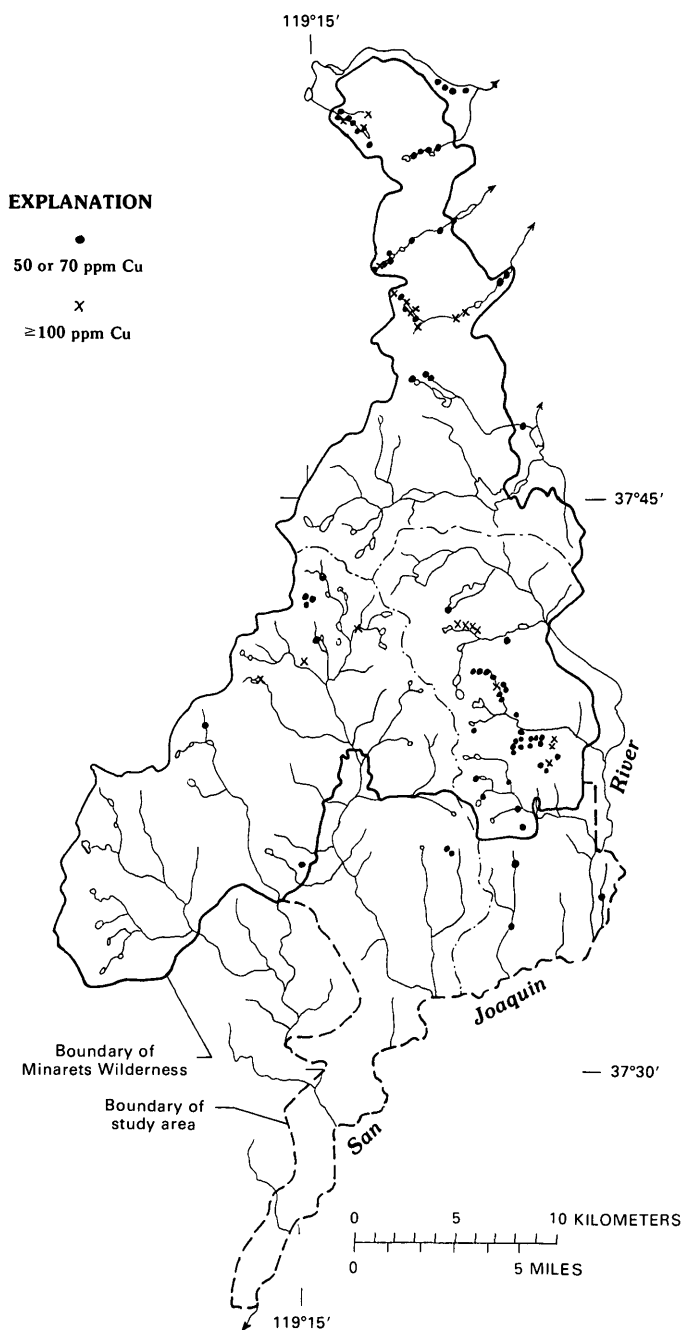 119°15′
EXPLANATION
●
50 or 70 ppm Cu
x
≧100 ppm Cu
37°45′
River
Joaquin
San
Boundary of
Minarets Wilderness
37°30′
Boundary of
study area
0 5 10 KILOMETERS
0 5 MILES
119°15′